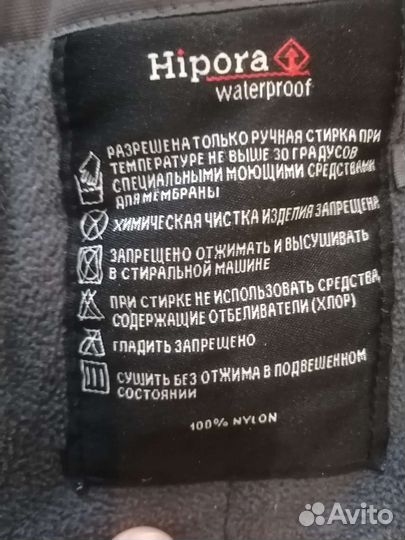 Hipora
waterproof
РАЗРЕШЕНА ТОЛЬКО РУЧНАЯ СТИРКА ПРИ
ТЕМПЕРАТУРЕ НЕ ВЫШЕ 30 ГРАДУСОВ
СПЕЦИАЛЬНЫМИ МОЮЩИМИ СРЕДСТВАМИ
ДЛЯ МЕМБРАНЫ
ХИМИЧЕСКАЯ ЧИСТКА ИЗДЕЛИЯ ЗАПРЕЩЕНА
ЗАПРЕЩЕНО ОТЖИМАТЬ И ВЫСУШИВАТЬ
В СТИРАЛЬНОЙ МАШИНЕ
ПРИ СТИРКЕ НЕ ИСПОЛЬЗОВАТЬ СРЕДСТВА,
СОДЕРЖАЩИЕ ОТБЕЛИВАТЕЛИ (ХЛОР)
ГЛАДИТЬ ЗАПРЕЩЕНО
СУШИТЬ БЕЗ ОТЖИМА В ПОДВЕШЕННОМ
СОСТОЯНИИ
100% NYLON
Avito